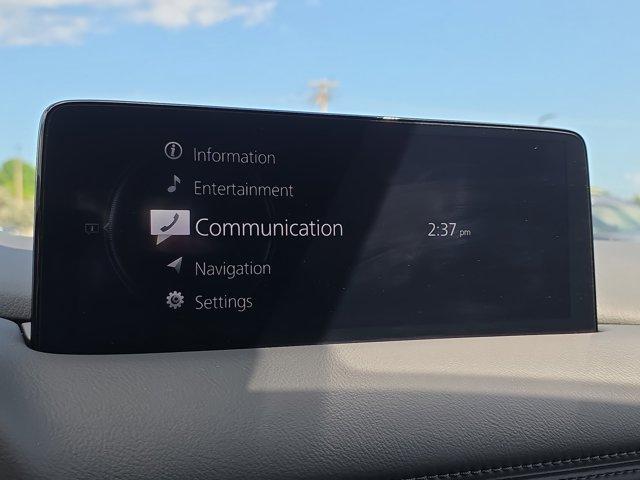 Information
Entertainment
Communication
2:37 pm
Navigation
Settings